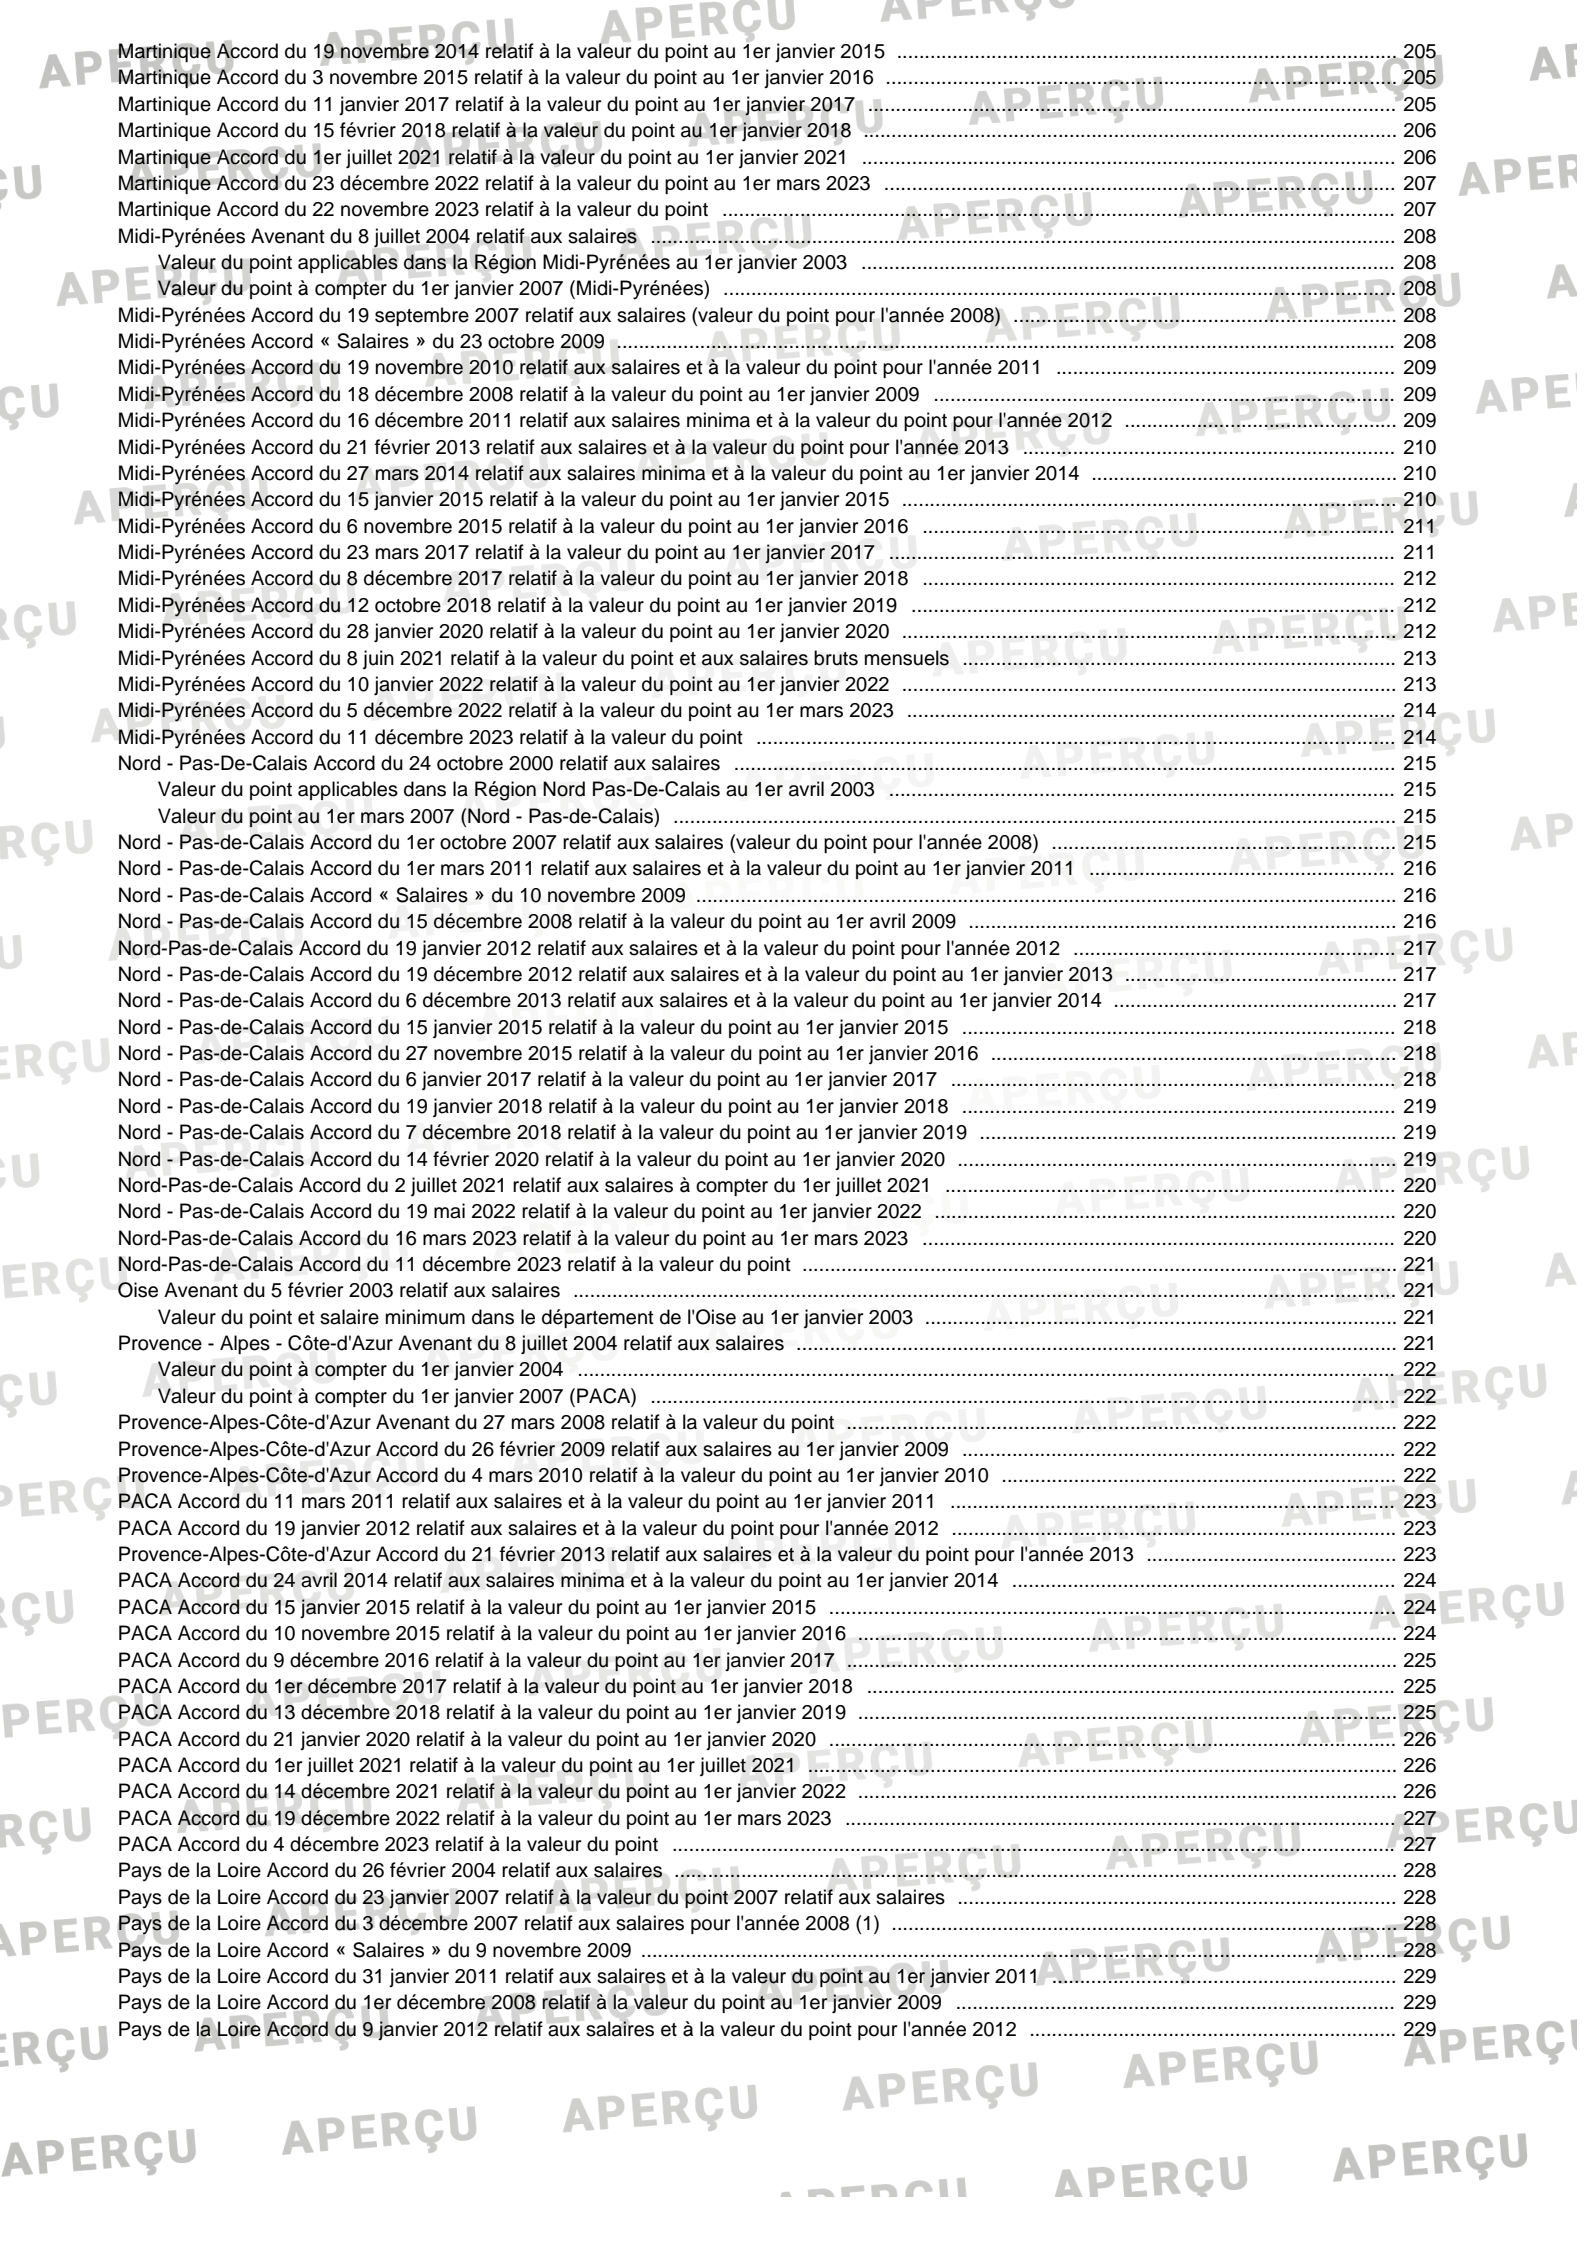 Martinique Accord du 19 novembre 2014 relatif à la valeur du point au 1er janvier 2015 ........ 205
Martinique Accord du 3 novembre 2015 relatif à la valeur du point au 1er janvier 2016 ........ 205
Martinique Accord du 11 janvier 2017 relatif à la valeur du point au 1er janvier 2017 ........ 205
Martinique Accord du 15 février 2018 relatif à la valeur du point au 1er janvier 2018 ........ 206
Martinique Accord du 1er juillet 2021 relatif à la valeur du point au 1er janvier 2021 ........ 206
Martinique Accord du 23 décembre 2022 relatif à la valeur du point au 1er mars 2023 ........ 207
Martinique Accord du 22 novembre 2023 relatif à la valeur du point ........ 207
Midi-Pyrénées Avenant du 8 juillet 2004 relatif aux salaires ........ 208
Valeur du point applicables dans la Région Midi-Pyrénées au 1er janvier 2003 ........ 208
Valeur du point à compter du 1er janvier 2007 (Midi-Pyrénées) ........ 208
Midi-Pyrénées Accord du 19 septembre 2007 relatif aux salaires (valeur du point pour l'année 2008) ........ 208
Midi-Pyrénées Accord « Salaires » du 23 octobre 2009 ........ 208
Midi-Pyrénées Accord du 19 novembre 2010 relatif aux salaires et à la valeur du point pour l'année 2011 ........ 209
Midi-Pyrénées Accord du 18 décembre 2008 relatif à la valeur du point au 1er janvier 2009 ........ 209
Midi-Pyrénées Accord du 16 décembre 2011 relatif aux salaires minima et à la valeur du point pour l'année 2012 ........ 209
Midi-Pyrénées Accord du 21 février 2013 relatif aux salaires et à la valeur du point pour l'année 2013 ........ 210
Midi-Pyrénées Accord du 27 mars 2014 relatif aux salaires minima et à la valeur du point au 1er janvier 2014 ........ 210
Midi-Pyrénées Accord du 15 janvier 2015 relatif à la valeur du point au 1er janvier 2015 ........ 210
Midi-Pyrénées Accord du 6 novembre 2015 relatif à la valeur du point au 1er janvier 2016 ........ 211
Midi-Pyrénées Accord du 23 mars 2017 relatif à la valeur du point au 1er janvier 2017 ........ 211
Midi-Pyrénées Accord du 8 décembre 2017 relatif à la valeur du point au 1er janvier 2018 ........ 212
Midi-Pyrénées Accord du 12 octobre 2018 relatif à la valeur du point au 1er janvier 2019 ........ 212
Midi-Pyrénées Accord du 28 janvier 2020 relatif à la valeur du point au 1er janvier 2020 ........ 212
Midi-Pyrénées Accord du 8 juin 2021 relatif à la valeur du point et aux salaires bruts mensuels ........ 213
Midi-Pyrénées Accord du 10 janvier 2022 relatif à la valeur du point au 1er janvier 2022 ........ 213
Midi-Pyrénées Accord du 5 décembre 2022 relatif à la valeur du point au 1er mars 2023 ........ 214
Midi-Pyrénées Accord du 11 décembre 2023 relatif à la valeur du point ........ 214
Nord - Pas-De-Calais Accord du 24 octobre 2000 relatif aux salaires ........ 215
Valeur du point applicables dans la Région Nord Pas-De-Calais au 1er avril 2003 ........ 215
Valeur du point au 1er mars 2007 (Nord - Pas-de-Calais) ........ 215
Nord - Pas-de-Calais Accord du 1er octobre 2007 relatif aux salaires (valeur du point pour l'année 2008) ........ 215
Nord - Pas-de-Calais Accord du 1er mars 2011 relatif aux salaires et à la valeur du point au 1er janvier 2011 ........ 216
Nord - Pas-de-Calais Accord « Salaires » du 10 novembre 2009 ........ 216
Nord - Pas-de-Calais Accord du 15 décembre 2008 relatif à la valeur du point au 1er avril 2009 ........ 216
Nord-Pas-de-Calais Accord du 19 janvier 2012 relatif aux salaires et à la valeur du point pour l'année 2012 ........ 217
Nord - Pas-de-Calais Accord du 19 décembre 2012 relatif aux salaires et à la valeur du point au 1er janvier 2013 ........ 217
Nord - Pas-de-Calais Accord du 6 décembre 2013 relatif aux salaires et à la valeur du point au 1er janvier 2014 ........ 217
Nord - Pas-de-Calais Accord du 15 janvier 2015 relatif à la valeur du point au 1er janvier 2015 ........ 218
Nord - Pas-de-Calais Accord du 27 novembre 2015 relatif à la valeur du point au 1er janvier 2016 ........ 218
Nord - Pas-de-Calais Accord du 6 janvier 2017 relatif à la valeur du point au 1er janvier 2017 ........ 218
Nord - Pas-de-Calais Accord du 19 janvier 2018 relatif à la valeur du point au 1er janvier 2018 ........ 219
Nord - Pas-de-Calais Accord du 7 décembre 2018 relatif à la valeur du point au 1er janvier 2019 ........ 219
Nord - Pas-de-Calais Accord du 14 février 2020 relatif à la valeur du point au 1er janvier 2020 ........ 219
Nord-Pas-de-Calais Accord du 2 juillet 2021 relatif aux salaires à compter du 1er juillet 2021 ........ 220
Nord - Pas-de-Calais Accord du 19 mai 2022 relatif à la valeur du point au 1er janvier 2022 ........ 220
Nord-Pas-de-Calais Accord du 16 mars 2023 relatif à la valeur du point au 1er mars 2023 ........ 220
Nord-Pas-de-Calais Accord du 11 décembre 2023 relatif à la valeur du point ........ 221
Oise Avenant du 5 février 2003 relatif aux salaires ........ 221
Valeur du point et salaire minimum dans le département de l'Oise au 1er janvier 2003 ........ 221
Provence - Alpes - Côte-d'Azur Avenant du 8 juillet 2004 relatif aux salaires ........ 221
Valeur du point à compter du 1er janvier 2004 ........ 222
Valeur du point à compter du 1er janvier 2007 (PACA) ........ 222
Provence-Alpes-Côte-d'Azur Avenant du 27 mars 2008 relatif à la valeur du point ........ 222
Provence-Alpes-Côte-d'Azur Accord du 26 février 2009 relatif aux salaires au 1er janvier 2009 ........ 222
Provence-Alpes-Côte-d'Azur Accord du 4 mars 2010 relatif à la valeur du point au 1er janvier 2010 ........ 222
PACA Accord du 11 mars 2011 relatif aux salaires et à la valeur du point au 1er janvier 2011 ........ 223
PACA Accord du 19 janvier 2012 relatif aux salaires et à la valeur du point pour l'année 2012 ........ 223
Provence-Alpes-Côte-d'Azur Accord du 21 février 2013 relatif aux salaires et à la valeur du point pour l'année 2013 ........ 223
PACA Accord du 24 avril 2014 relatif aux salaires minima et à la valeur du point au 1er janvier 2014 ........ 224
PACA Accord du 15 janvier 2015 relatif à la valeur du point au 1er janvier 2015 ........ 224
PACA Accord du 10 novembre 2015 relatif à la valeur du point au 1er janvier 2016 ........ 224
PACA Accord du 9 décembre 2016 relatif à la valeur du point au 1er janvier 2017 ........ 225
PACA Accord du 1er décembre 2017 relatif à la valeur du point au 1er janvier 2018 ........ 225
PACA Accord du 13 décembre 2018 relatif à la valeur du point au 1er janvier 2019 ........ 225
PACA Accord du 21 janvier 2020 relatif à la valeur du point au 1er janvier 2020 ........ 226
PACA Accord du 1er juillet 2021 relatif à la valeur du point au 1er juillet 2021 ........ 226
PACA Accord du 14 décembre 2021 relatif à la valeur du point au 1er janvier 2022 ........ 226
PACA Accord du 19 décembre 2022 relatif à la valeur du point au 1er mars 2023 ........ 227
PACA Accord du 4 décembre 2023 relatif à la valeur du point ........ 227
Pays de la Loire Accord du 26 février 2004 relatif aux salaires ........ 228
Pays de la Loire Accord du 23 janvier 2007 relatif à la valeur du point 2007 relatif aux salaires ........ 228
Pays de la Loire Accord du 3 décembre 2007 relatif aux salaires pour l'année 2008 (1) ........ 228
Pays de la Loire Accord « Salaires » du 9 novembre 2009 ........ 228
Pays de la Loire Accord du 31 janvier 2011 relatif aux salaires et à la valeur du point au 1er janvier 2011 ........ 229
Pays de la Loire Accord du 1er décembre 2008 relatif à la valeur du point au 1er janvier 2009 ........ 229
Pays de la Loire Accord du 9 janvier 2012 relatif aux salaires et à la valeur du point pour l'année 2012 ........ 229
APERÇU